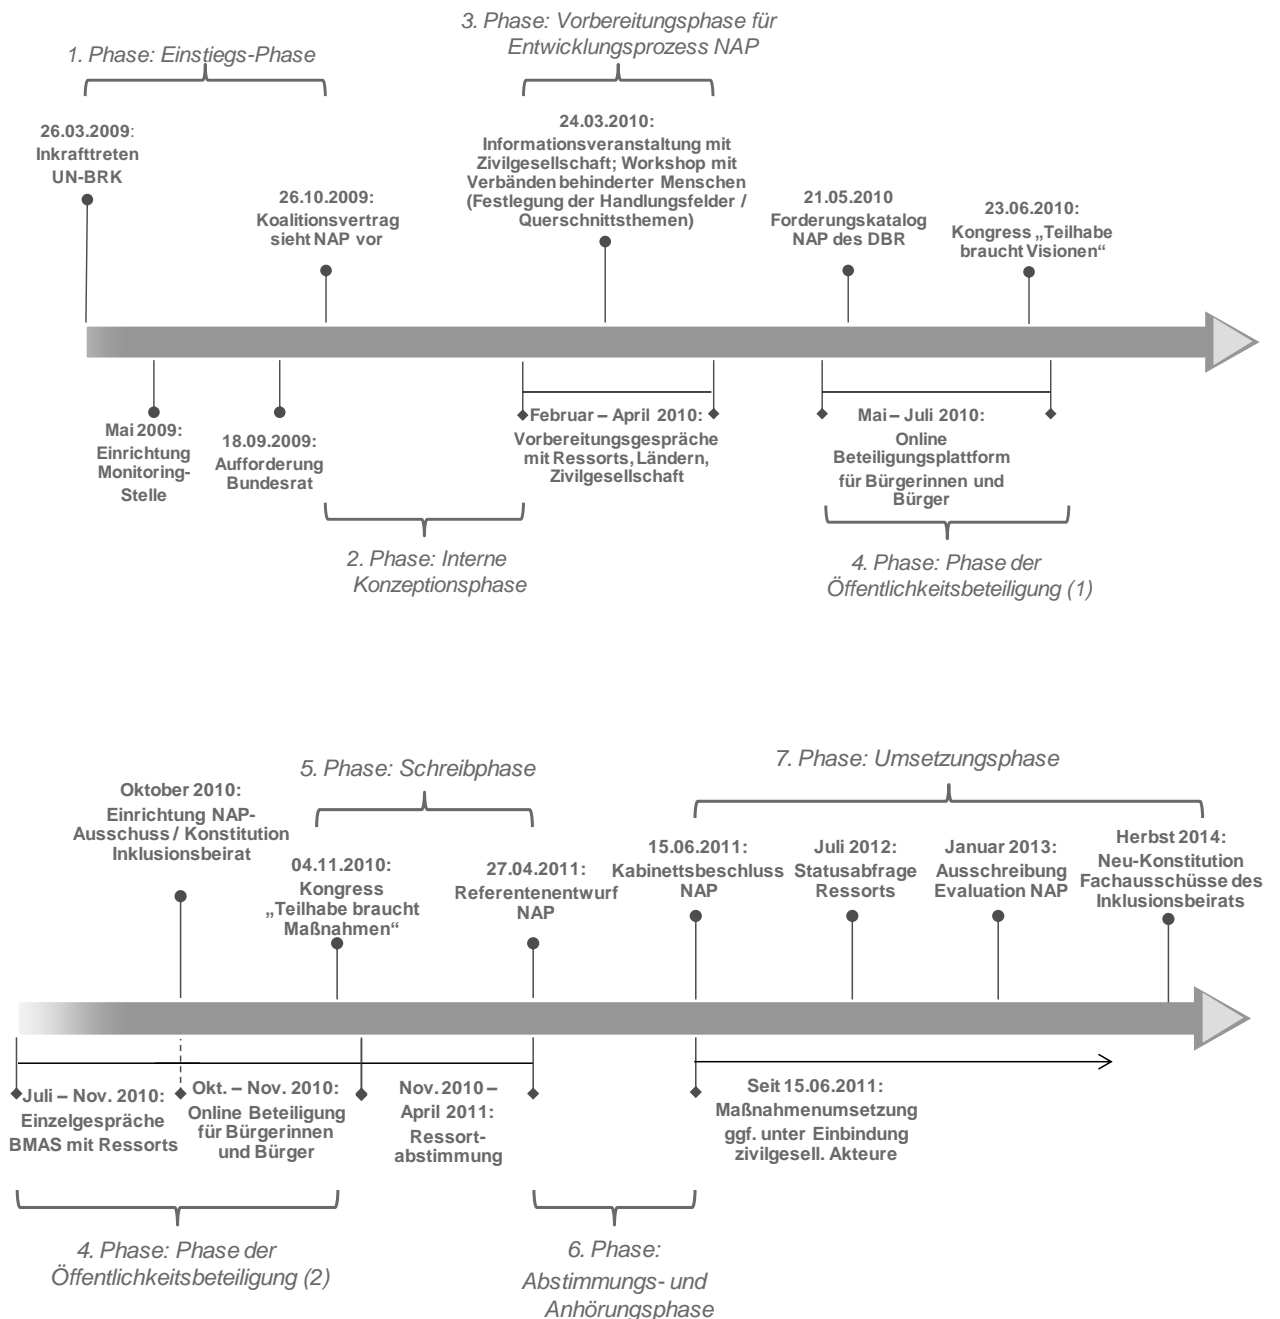 3. Phase: Vorbereitungsphase für
Entwicklungsprozess NAP
1. Phase: Einstiegs-Phase
26.03.2009:
Inkrafttreten
UN-BRK
26.10.2009:
Koalitionsvertrag
sieht NAP vor
24.03.2010:
Informationsveranstaltung mit
Zivilgesellschaft; Workshop mit
Verbänden behinderter Menschen
(Festlegung der Handlungsfelder /
Querschnittsthemen)
21.05.2010
Forderungskatalog
NAP des DBR
23.06.2010:
Kongress „Teilhabe
braucht Visionen“
Mai 2009:
Einrichtung
Monitoring-
Stelle
18.09.2009:
Aufforderung
Bundesrat
Februar – April 2010:
Vorbereitungsgespräche
mit Ressorts, Ländern,
Zivilgesellschaft
Mai – Juli 2010:
Online
Beteiligungsplattform
für Bürgerinnen und
Bürger
2. Phase: Interne
Konzeptionsphase
4. Phase: Phase der
Öffentlichkeitsbeteiligung (1)
5. Phase: Schreibphase
7. Phase: Umsetzungsphase
Oktober 2010:
Einrichtung NAP-
Ausschuss / Konstitution
Inklusionsbeirat
04.11.2010:
Kongress
„Teilhabe braucht
Maßnahmen“
27.04.2011:
Referentenentwurf
NAP
15.06.2011:
Kabinettsbeschluss
NAP
Juli 2012:
Statusabfrage
Ressorts
Januar 2013:
Ausschreibung
Evaluation NAP
Herbst 2014:
Neu-Konstitution
Fachausschüsse des
Inklusionsbeirats
Juli – Nov. 2010:
Einzelgespräche
BMAS mit Ressorts
Okt. – Nov. 2010:
Online Beteiligung
für Bürgerinnen
und Bürger
Nov. 2010 –
April 2011:
Ressort-
abstimmung
Seit 15.06.2011:
Maßnahmenumsetzung
ggf. unter Einbindung
zivilgesell. Akteure
4. Phase: Phase der
Öffentlichkeitsbeteiligung (2)
6. Phase:
Abstimmungs- und
Anhörungsphase